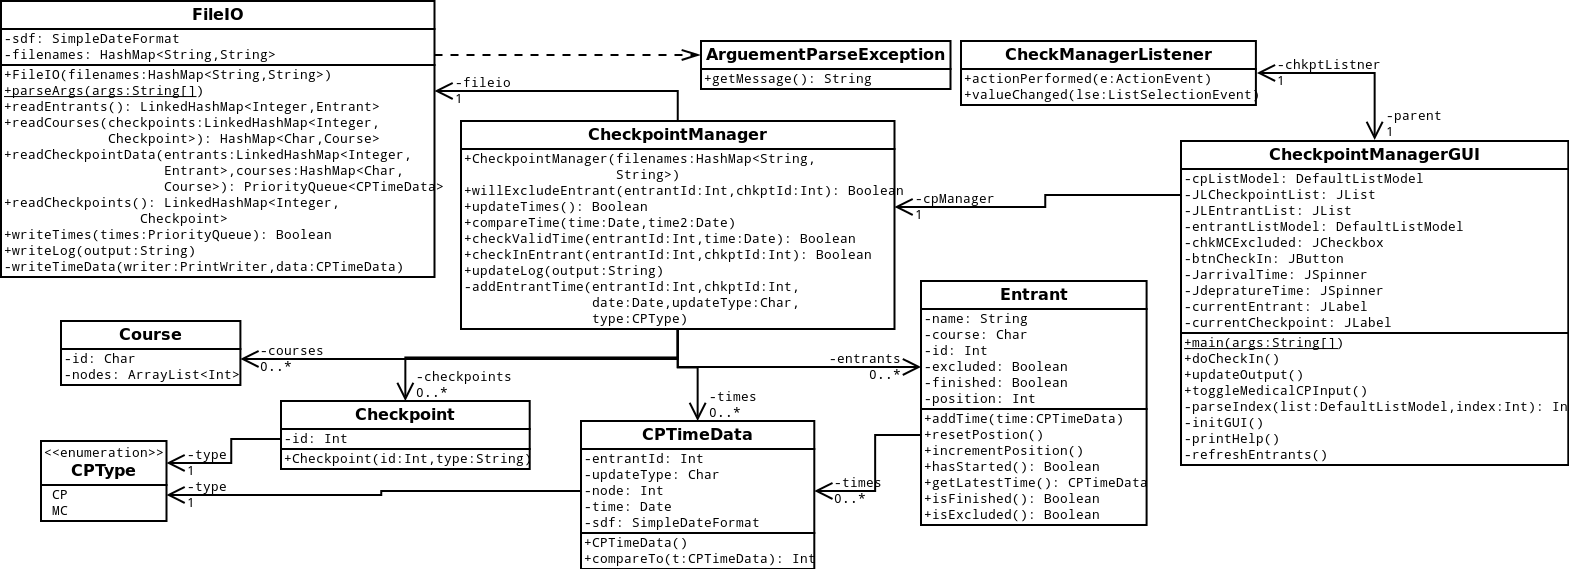 FileIO
-sdf: SimpleDateFormat
-filenames: HashMap<String,String>
+FileIO(filenames:HashMap<String,String>)
+parseArgs(args:String[])
+readEntrants(): LinkedHashMap<Integer,Entrant>
+readCourses(checkpoints:LinkedHashMap<Integer,
Checkpoint>): HashMap<Char,Course>
+readCheckpointData(entrants:LinkedHashMap<Integer,
Entrant>,courses:HashMap<Char,
Course>): PriorityQueue<CPTimeData>
+readCheckpoints(): LinkedHashMap<Integer,
Checkpoint>
+writeTimes(times:PriorityQueue): Boolean
+writeLog(output:String)
-writeTimeData(writer:PrintWriter,data:CPTimeData)
ArguementParseException
+getMessage(): String
CheckManagerListener
+actionPerformed(e:ActionEvent)
+valueChanged(lse:ListSelectionEvent)
-chkptListner
1
-parent
1
-fileio
1
CheckpointManager
+CheckpointManager(filenames:HashMap<String,
String>)
+willExcludeEntrant(entrantId:Int,chkptId:Int): Boolean
+updateTimes(): Boolean
+compareTime(time:Date,time2:Date)
+checkValidTime(entrantId:Int,time:Date): Boolean
+checkInEntrant(entrantId:Int,chkptId:Int): Boolean
+updateLog(output:String)
-addEntrantTime(entrantId:Int,chkptId:Int,
date:Date,updateType:Char,
type:CPType)
-cpManager
1
CheckpointManagerGUI
-cpListModel: DefaultListModel
-JLCheckpointList: JList
-JLEntrantList: JList
-entrantListModel: DefaultListModel
-chkMCExcluded: JCheckbox
-btnCheckIn: JButton
-JarrivalTime: JSpinner
-JdepratureTime: JSpinner
-currentEntrant: JLabel
-currentCheckpoint: JLabel
+main(args:String[])
+doCheckIn()
+updateOutput()
+toggleMedicalCPInput()
-parseIndex(list:DefaultListModel,index:Int): In
-initGUI()
-printHelp()
-refreshEntrants()
Course
-id: Char
-nodes: ArrayList<Int>
-courses
0..*
-checkpoints
0..*
-times
0..*
-entrants
0..*
Entrant
-name: String
-course: Char
-id: Int
-excluded: Boolean
-finished: Boolean
-position: Int
+addTime(time:CPTimeData)
+resetPostion()
+incrementPosition()
+hasStarted(): Boolean
+getLatestTime(): CPTimeData
+isFinished(): Boolean
+isExcluded(): Boolean
Checkpoint
-id: Int
+Checkpoint(id:Int,type:String)
<<enumeration>>
CPType
CP
MC
-type
1
-type
1
CPTimeData
-entrantId: Int
-updateType: Char
-node: Int
-time: Date
-sdf: SimpleDateFormat
+CPTimeData()
+compareTo(t:CPTimeData): Int
-times
0..*